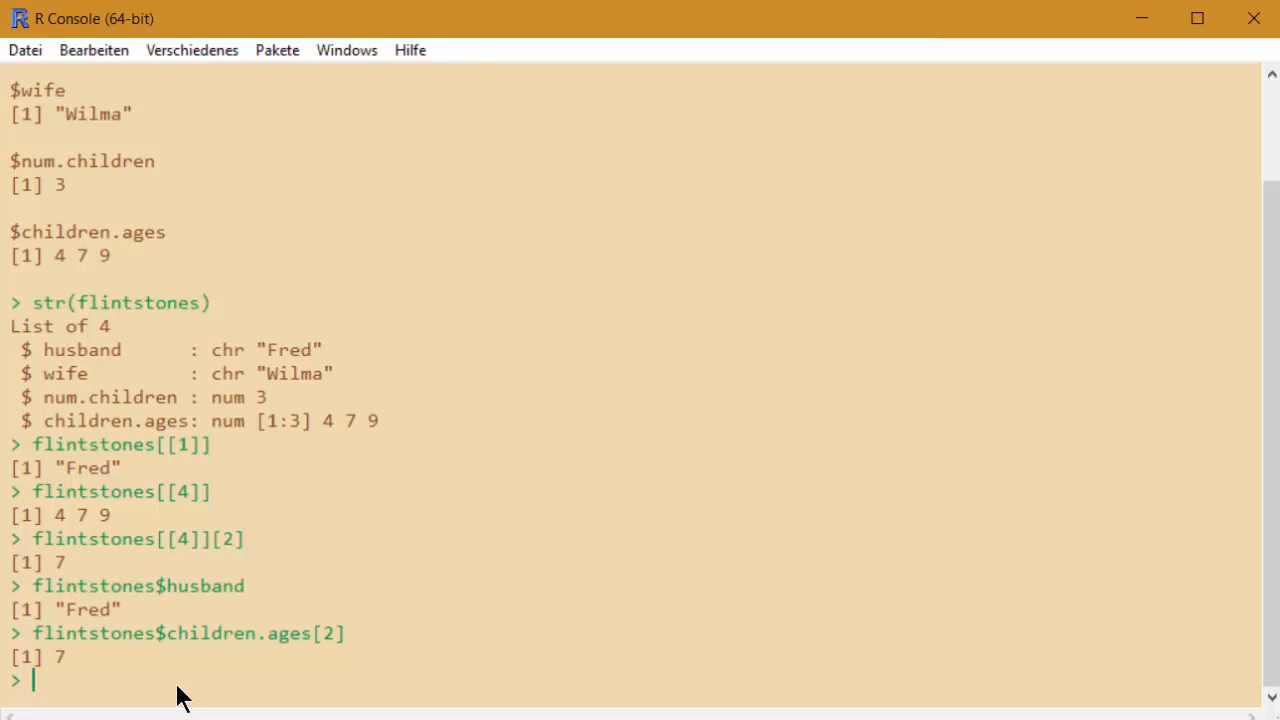 R Console (64-bit)
Datei Bearbeiten Verschiedenes Pakete Windows Hilfe
$wife
[1] "Wilma"
$num.children
[1] 3
$children.ages
[1] 4 7 9
> str(flintstones)
List of 4
 $ husband      : chr "Fred"
 $ wife         : chr "Wilma"
 $ num.children : num 3
 $ children.ages: num [1:3] 4 7 9
> flintstones[[1]]
[1] "Fred"
> flintstones[[4]]
[1] 4 7 9
> flintstones[[4]][2]
[1] 7
> flintstones$husband
[1] "Fred"
> flintstones$children.ages[2]
[1] 7
>